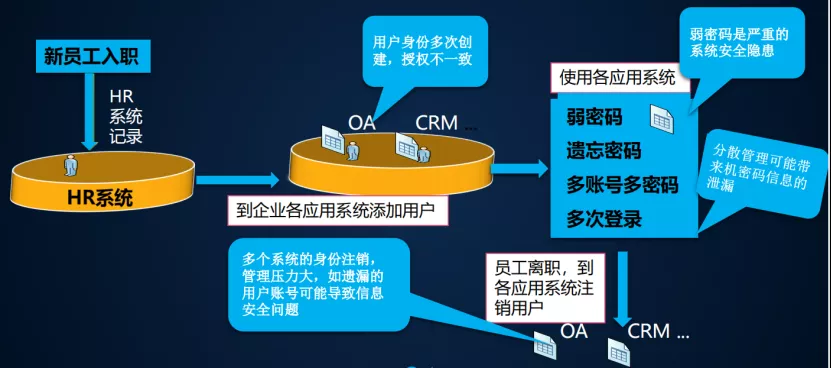 新员工入职
HR
系统
记录
HR系统
到企业各应用系统添加用户
用户身份多次创
建，授权不一致
OA
CRM ...
使用各应用系统
弱密码是严重的
系统安全隐患
弱密码
遗忘密码
多账号多密码
多次登录
分散管理可能带
来机密码信息的
泄漏
多个系统的身份注销，
管理压力大，如遗漏的
用户账号可能导致信息
安全问题
员工离职，到
各应用系统注
销用户
OA
CRM ...